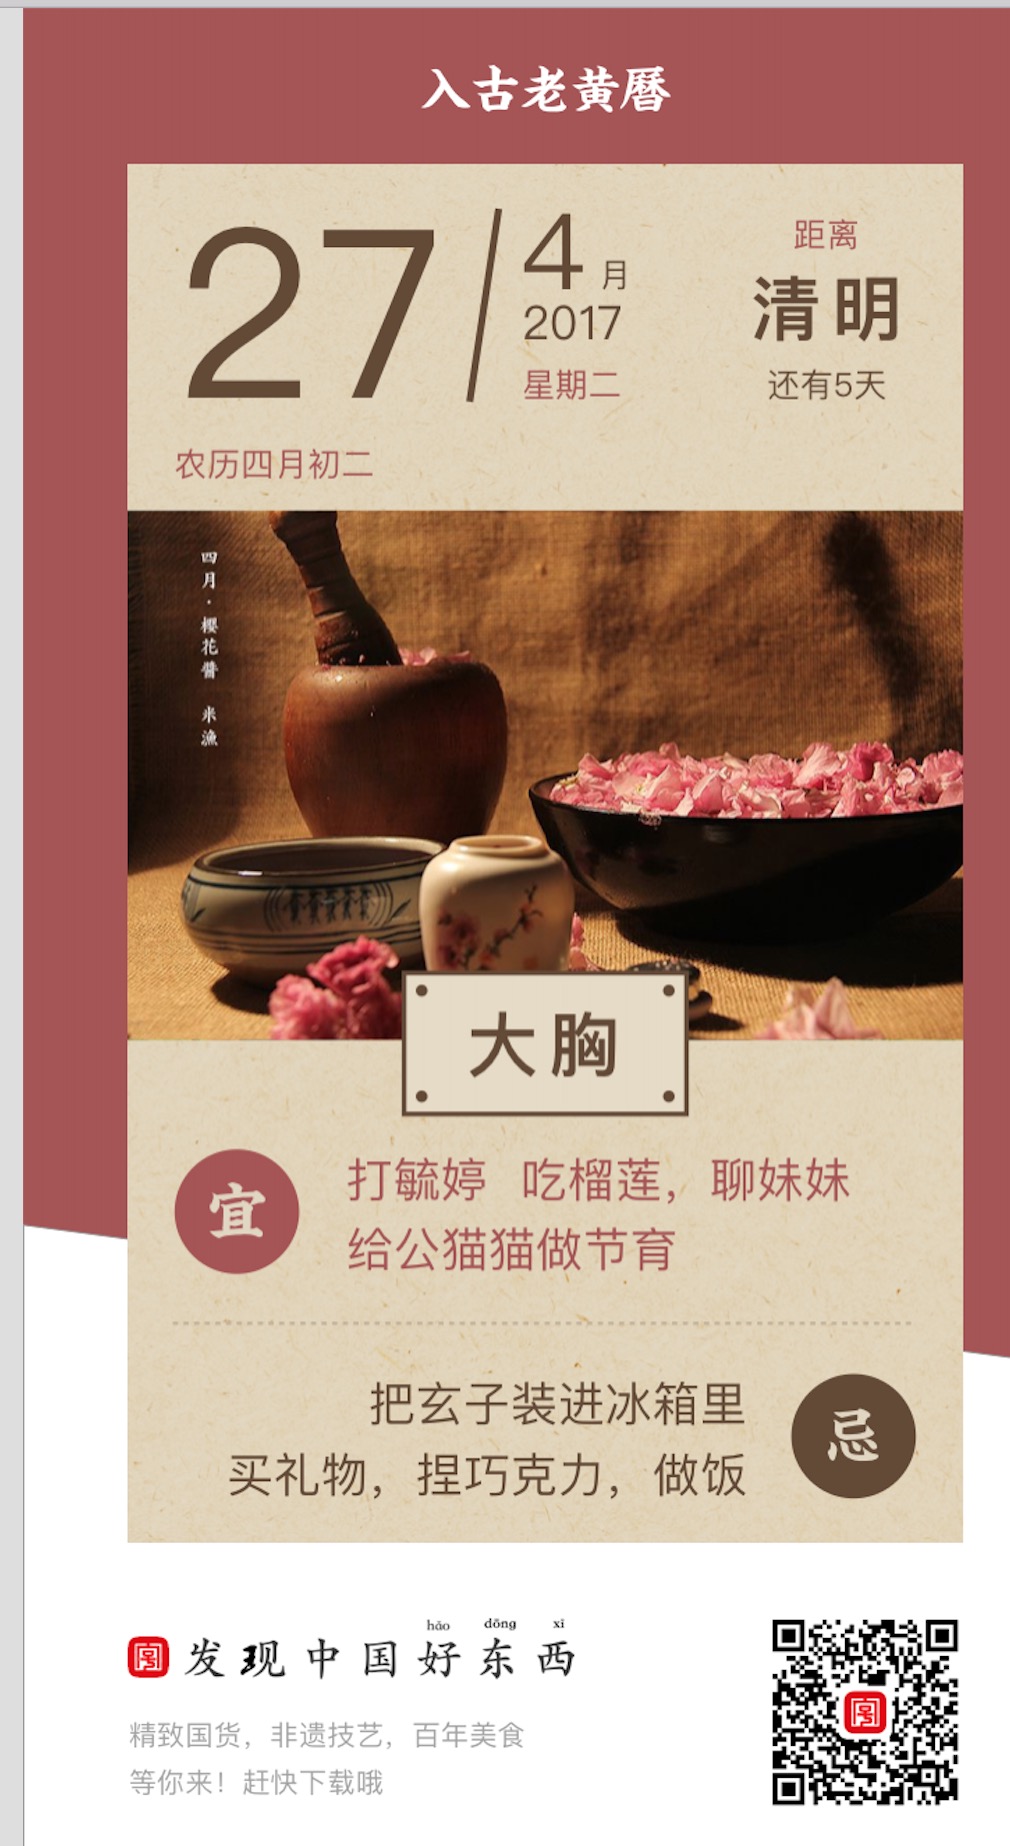 入古老黄曆
27
4月
2017
星期二
农历四月初二
距离
清明
还有5天
四月·櫻花醬 米漁
大胸
宜
打毓婷 吃榴莲，聊妹妹
给公猫猫做节育
把玄子装进冰箱里
买礼物，捏巧克力，做饭
忌
hǎo dōng xī
发现中国好东西
精致国货，非遗技艺，百年美食
等你来！赶快下载哦